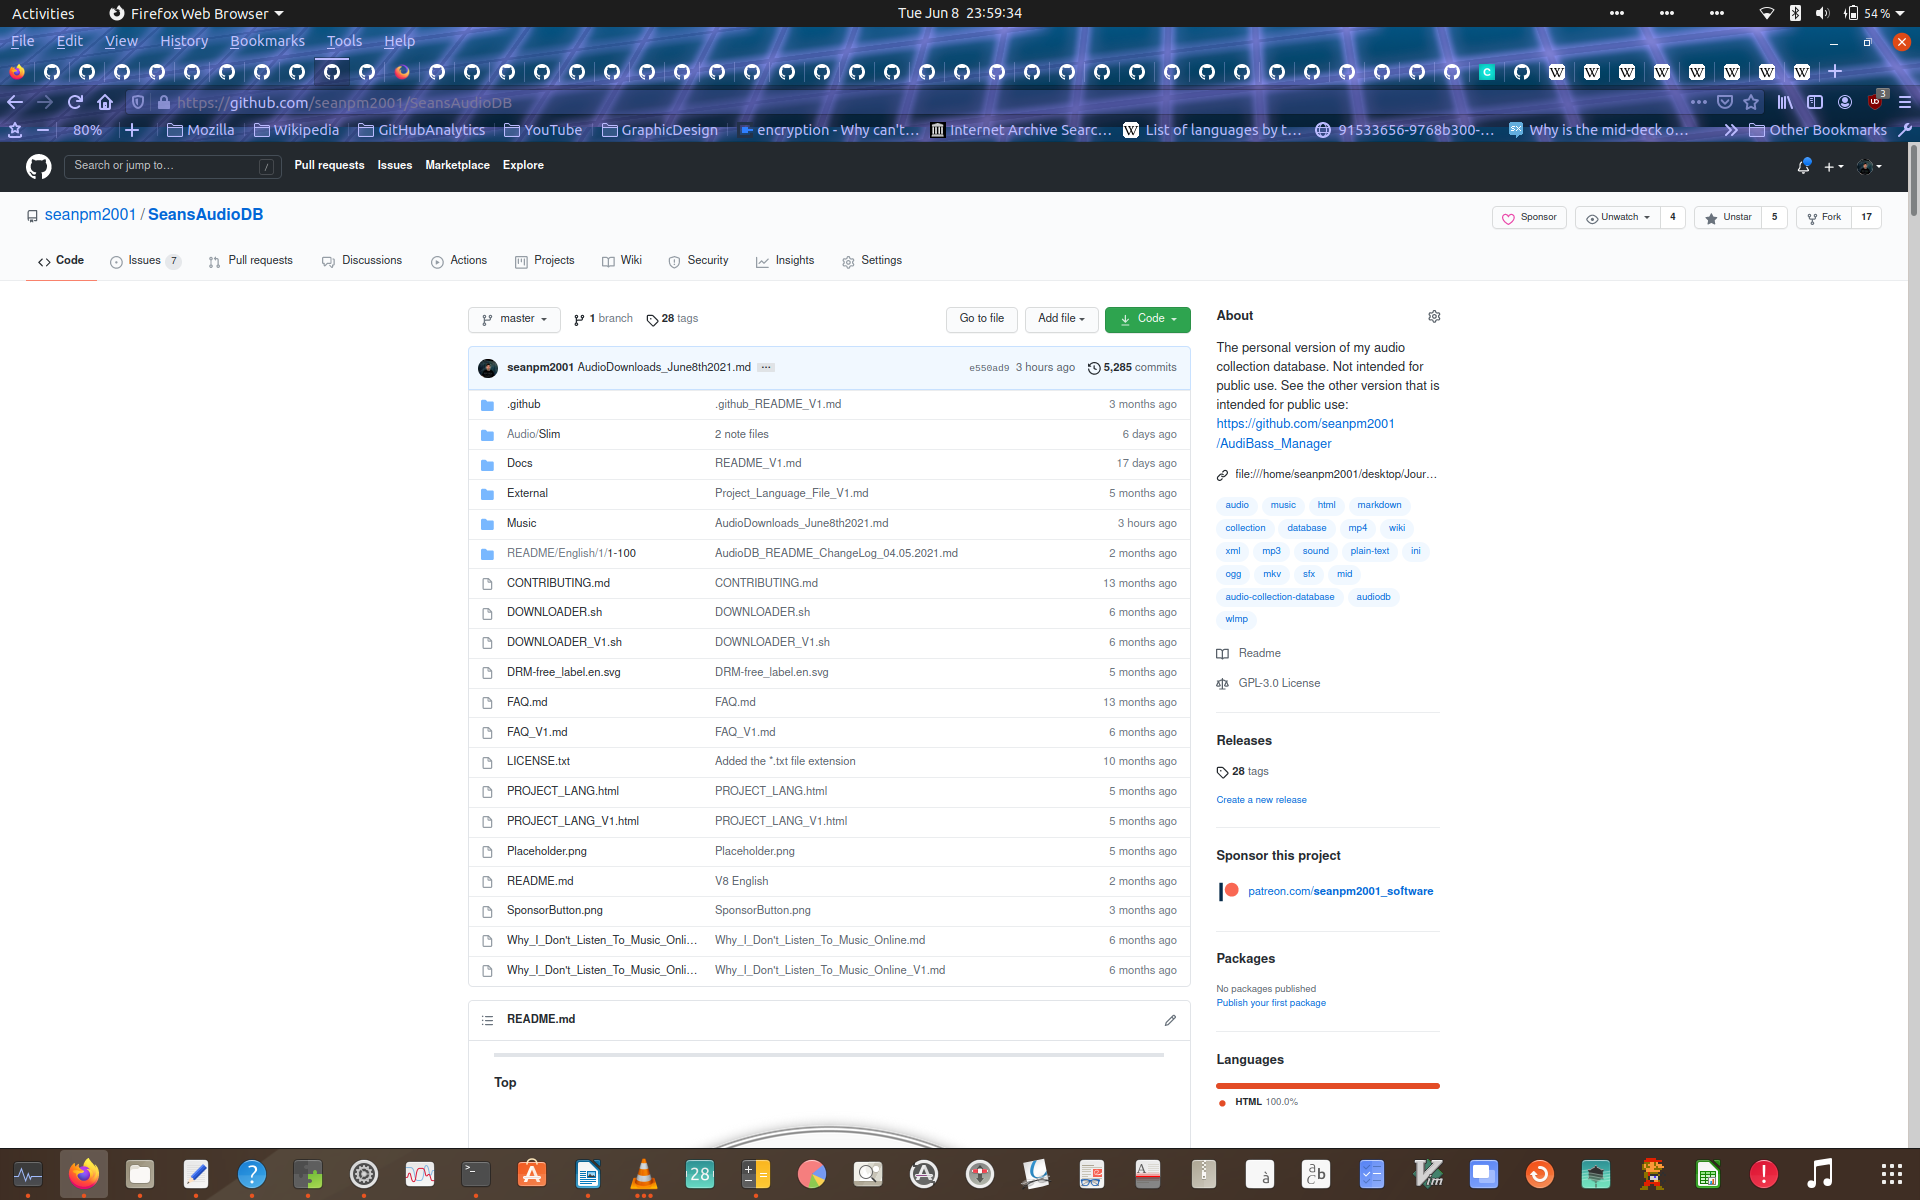 Activities Firefox Web Browser Tue Jun 8 23:59:34 54 %
File Edit View History Bookmarks Tools Help
https://github.com/seanpm2001/SeansAudioDB 3
80% Mozilla Wikipedia GitHubAnalytics YouTube GraphicDesign encryption - Why can't… Internet Archive Searc… List of languages by t… 91533656-9768b300-… Why is the mid-deck o… Other Bookmarks
Search or jump to… / Pull requests Issues Marketplace Explore
seanpm2001 / SeansAudioDB Sponsor Unwatch 4 Unstar 5 Fork 17
Code Issues 7 Pull requests Discussions Actions Projects Wiki Security Insights Settings
master 1 branch 28 tags Go to file Add file Code
seanpm2001 AudioDownloads_June8th2021.md … e550ad9 3 hours ago 5,285 commits
.github .github_README_V1.md 3 months ago
Audio/Slim 2 note files 6 days ago
Docs README_V1.md 17 days ago
External Project_Language_File_V1.md 5 months ago
Music AudioDownloads_June8th2021.md 3 hours ago
README/English/1/1-100 AudioDB_README_ChangeLog_04.05.2021.md 2 months ago
CONTRIBUTING.md CONTRIBUTING.md 13 months ago
DOWNLOADER.sh DOWNLOADER.sh 6 months ago
DOWNLOADER_V1.sh DOWNLOADER_V1.sh 6 months ago
DRM-free_label.en.svg DRM-free_label.en.svg 5 months ago
FAQ.md FAQ.md 13 months ago
FAQ_V1.md FAQ_V1.md 6 months ago
LICENSE.txt Added the *.txt file extension 10 months ago
PROJECT_LANG.html PROJECT_LANG.html 5 months ago
PROJECT_LANG_V1.html PROJECT_LANG_V1.html 5 months ago
Placeholder.png Placeholder.png 5 months ago
README.md V8 English 2 months ago
SponsorButton.png SponsorButton.png 3 months ago
Why_I_Don't_Listen_To_Music_Onli… Why_I_Don't_Listen_To_Music_Online.md 6 months ago
Why_I_Don't_Listen_To_Music_Onli… Why_I_Don't_Listen_To_Music_Online_V1.md 6 months ago
README.md
Top
About
The personal version of my audio
collection database. Not intended for
public use. See the other version that is
intended for public use:
https://github.com/seanpm2001
/AudiBass_Manager
file:///home/seanpm2001/desktop/Jour…
audio music html markdown
collection database mp4 wiki
xml mp3 sound plain-text ini
ogg mkv sfx mid
audio-collection-database audiodb
wlmp
Readme
GPL-3.0 License
Releases
28 tags
Create a new release
Sponsor this project
patreon.com/seanpm2001_software
Packages
No packages published
Publish your first package
Languages
HTML 100.0%
28